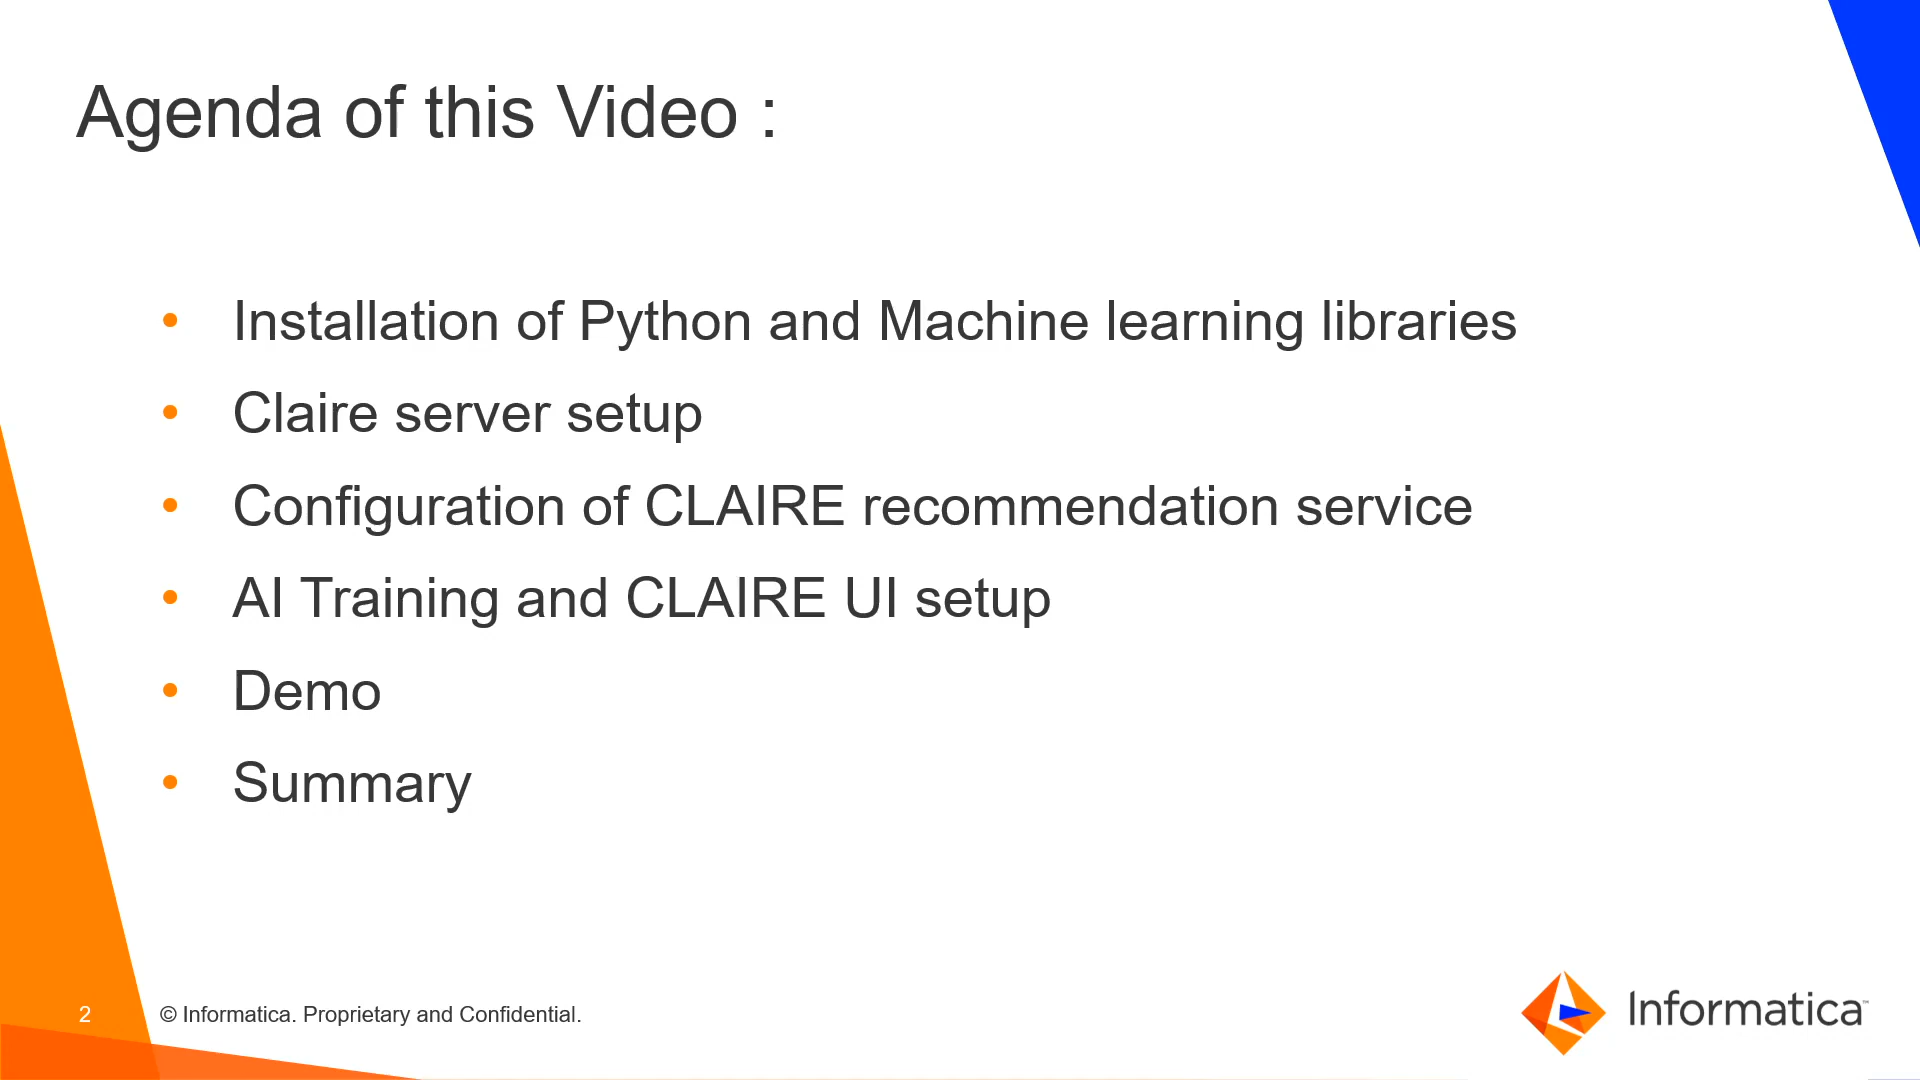 Agenda of this Video :
• Installation of Python and Machine learning libraries
• Claire server setup
• Configuration of CLAIRE recommendation service
• AI Training and CLAIRE UI setup
• Demo
• Summary
2 © Informatica. Proprietary and Confidential.
Informatica™